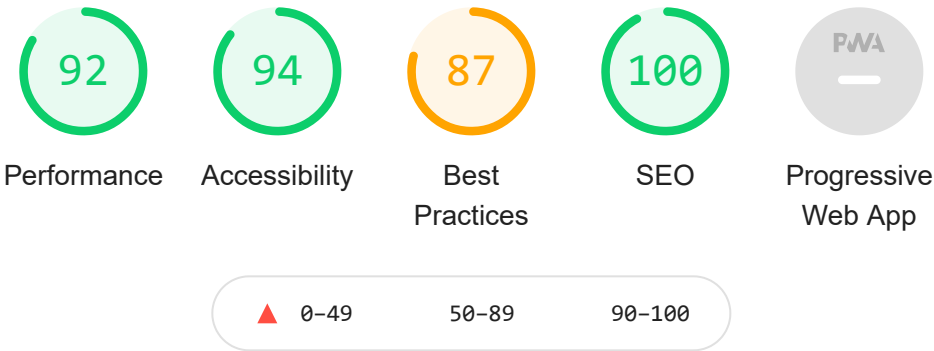 92 94 87 100 PWA
Performance Accessibility Best SEO Progressive
Practices Web App
0–49 50–89 90–100